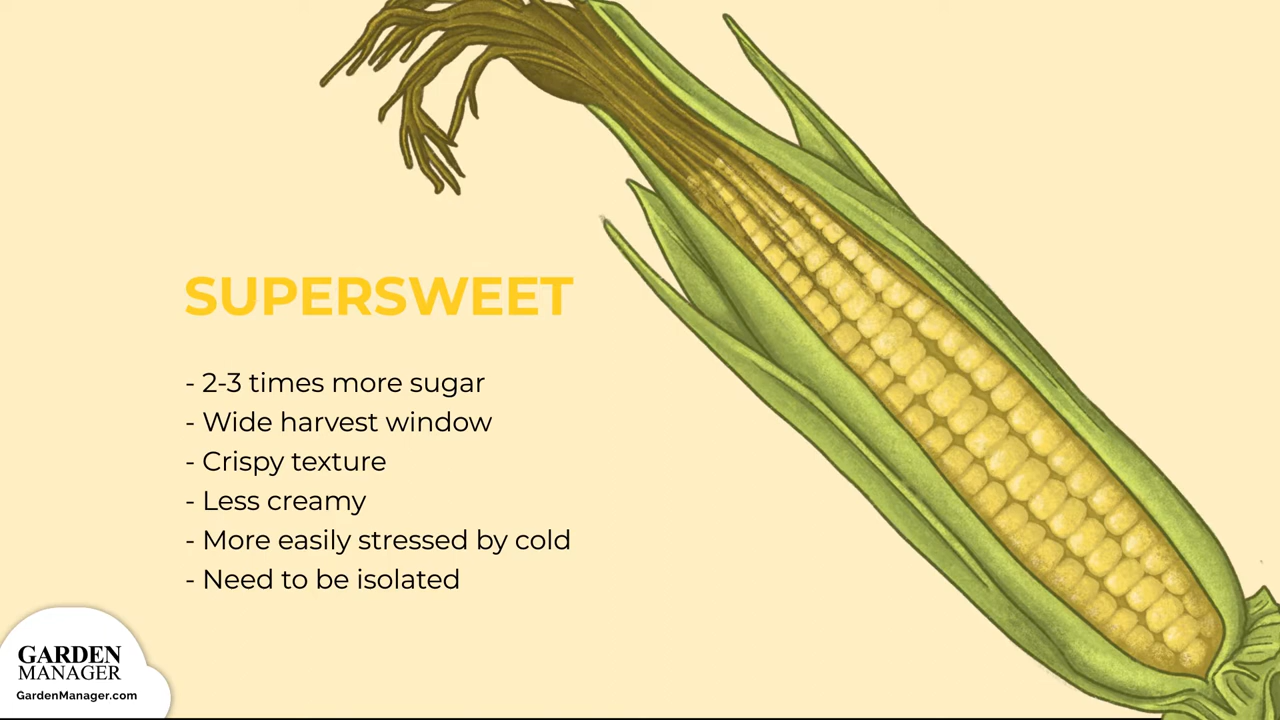 SUPERSWEET
- 2-3 times more sugar
- Wide harvest window
- Crispy texture
- Less creamy
- More easily stressed by cold
- Need to be isolated
GARDEN
MANAGER
GardenManager.com